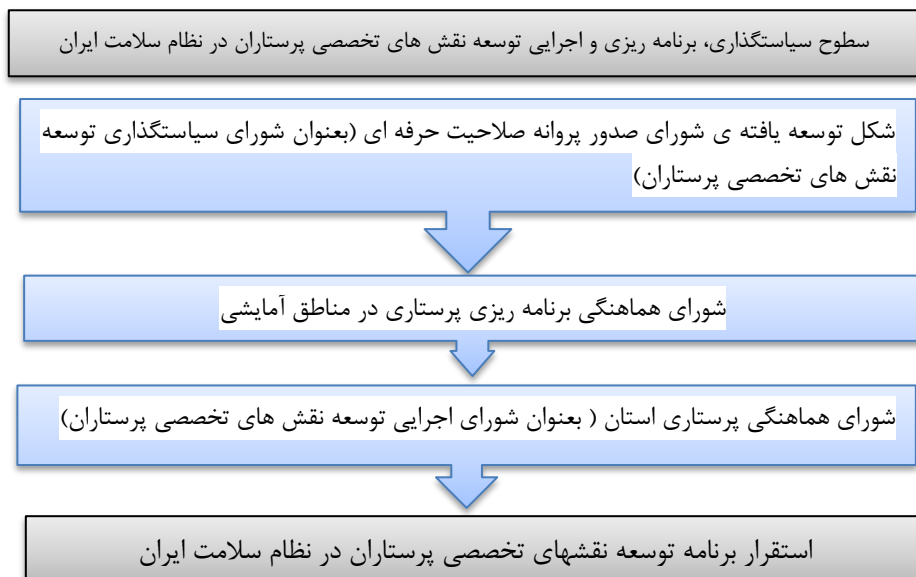 سطوح سیاستگذاری، برنامه ریزی و اجرایی توسعه نقش های تخصصی پرستاران در نظام سلامت ایران
شکل توسعه یافته ی شورای صدور پروانه صلاحیت حرفه ای (بعنوان شورای سیاستگذاری توسعه
نقش های تخصصی پرستاران)
شورای هماهنگی برنامه ریزی پرستاری در مناطق آمایشی
شورای هماهنگی پرستاری استان ( بعنوان شورای اجرایی توسعه نقش های تخصصی پرستاران)
استقرار برنامه توسعه نقشهای تخصصی پرستاران در نظام سلامت ایران